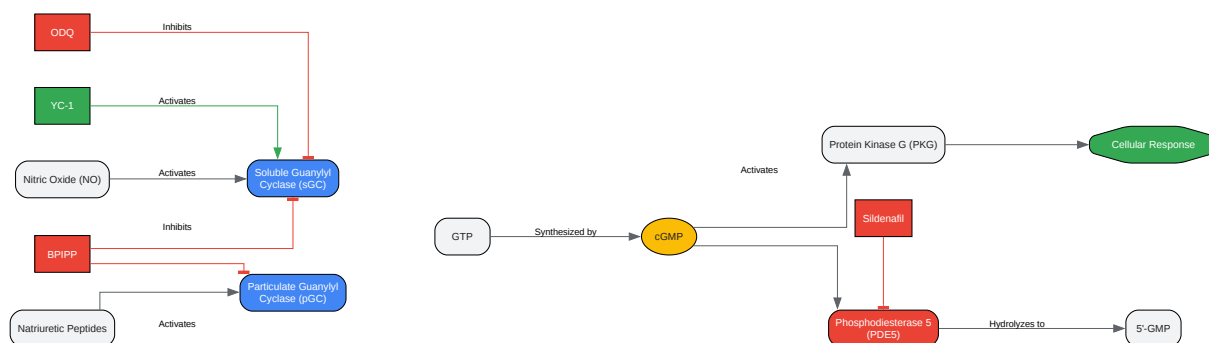 ODQ
Inhibits
YC-1
Activates
Nitric Oxide (NO)
Activates
Soluble Guanylyl
Cyclase (sGC)
Inhibits
BPIPP
Particulate Guanylyl
Cyclase (pGC)
Natriuretic Peptides
Activates
GTP
Synthesized by
cGMP
Activates
Protein Kinase G (PKG)
Cellular Response
Sildenafil
Phosphodiesterase 5
(PDE5)
Hydrolyzes to
5'-GMP